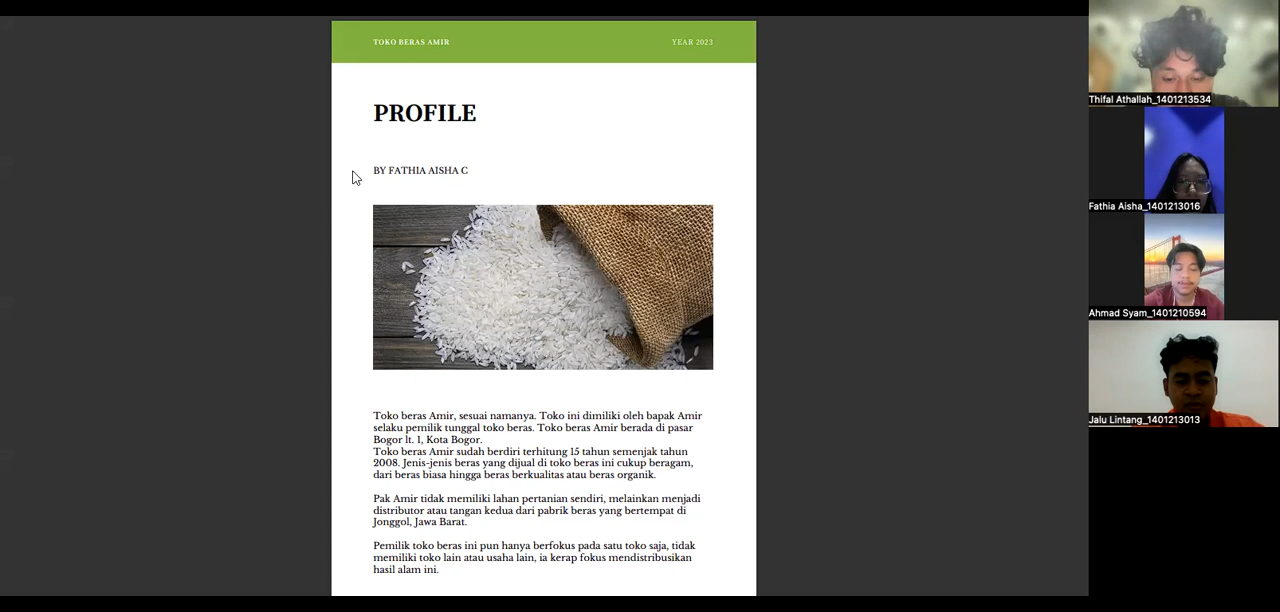 TOKO BERAS AMIR
YEAR 2023
PROFILE
BY FATHIA AISHA C
Toko beras Amir, sesuai namanya. Toko ini dimiliki oleh bapak Amir
selaku pemilik tunggal toko beras. Toko beras Amir berada di pasar
Bogor lt. 1, Kota Bogor.
Toko beras Amir sudah berdiri terhitung 15 tahun semenjak tahun
2008. Jenis-jenis beras yang dijual di toko beras ini cukup beragam,
dari beras biasa hingga beras berkualitas atau beras organik.
Pak Amir tidak memiliki lahan pertanian sendiri, melainkan menjadi
distributor atau tangan kedua dari pabrik beras yang bertempat di
Jonggol, Jawa Barat.
Pemilik toko beras ini pun hanya berfokus pada satu toko saja, tidak
memiliki toko lain atau usaha lain, ia kerap fokus mendistribusikan
hasil alam ini.
Thifal Athallah_1401213534
Fathia Aisha_1401213016
Ahmad Syam_1401210594
Jalu Lintang_1401213013